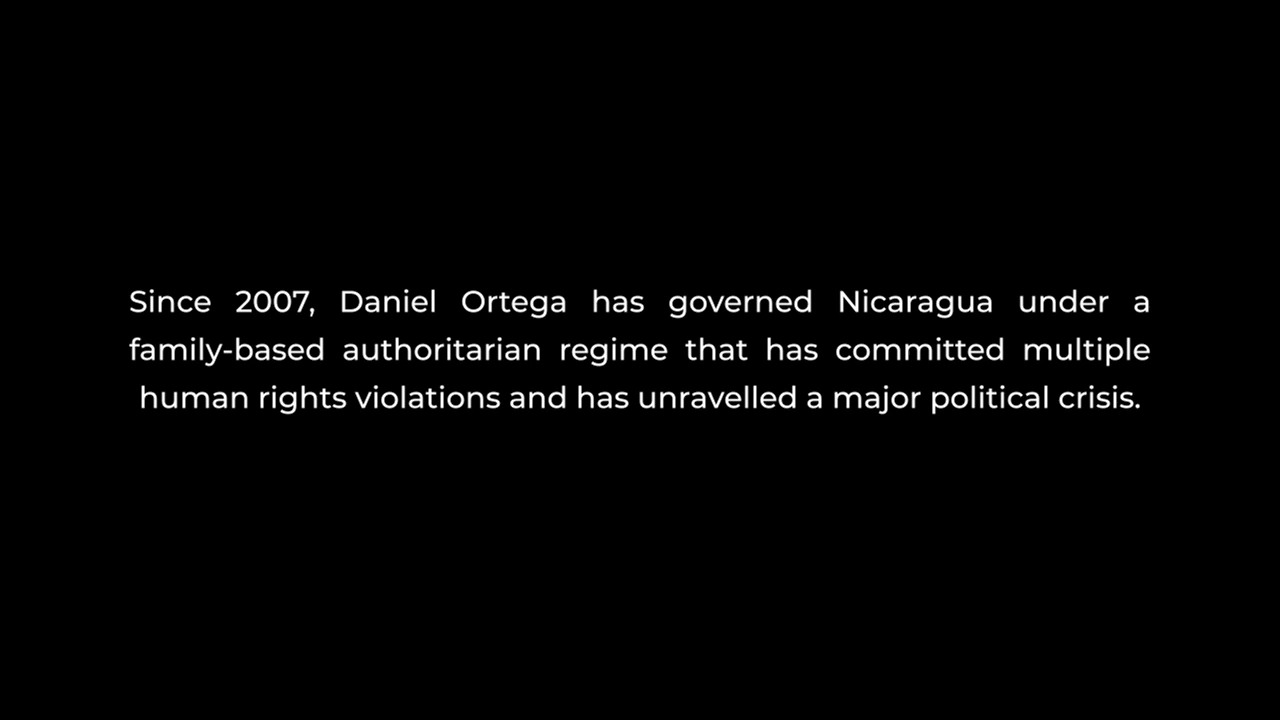 Since 2007, Daniel Ortega has governed Nicaragua under a
family-based authoritarian regime that has committed multiple
human rights violations and has unravelled a major political crisis.